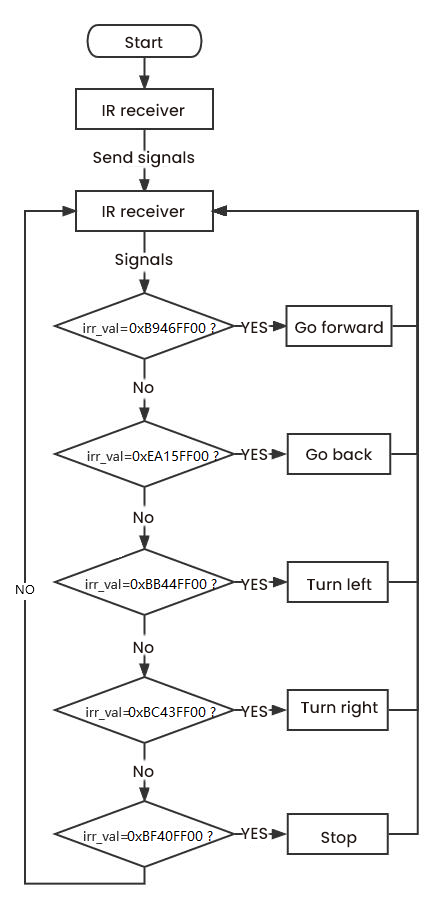 Start
IR receiver
Send signals
IR receiver
Signals
irr_val=0xB946FF00 ?
YES
Go forward
No
irr_val=0xEA15FF00 ?
YES
Go back
No
irr_val=0xBB44FF00 ?
YES
Turn left
NO
No
irr_val=0xBC43FF00 ?
YES
Turn right
No
irr_val=0xBF40FF00 ?
YES
Stop